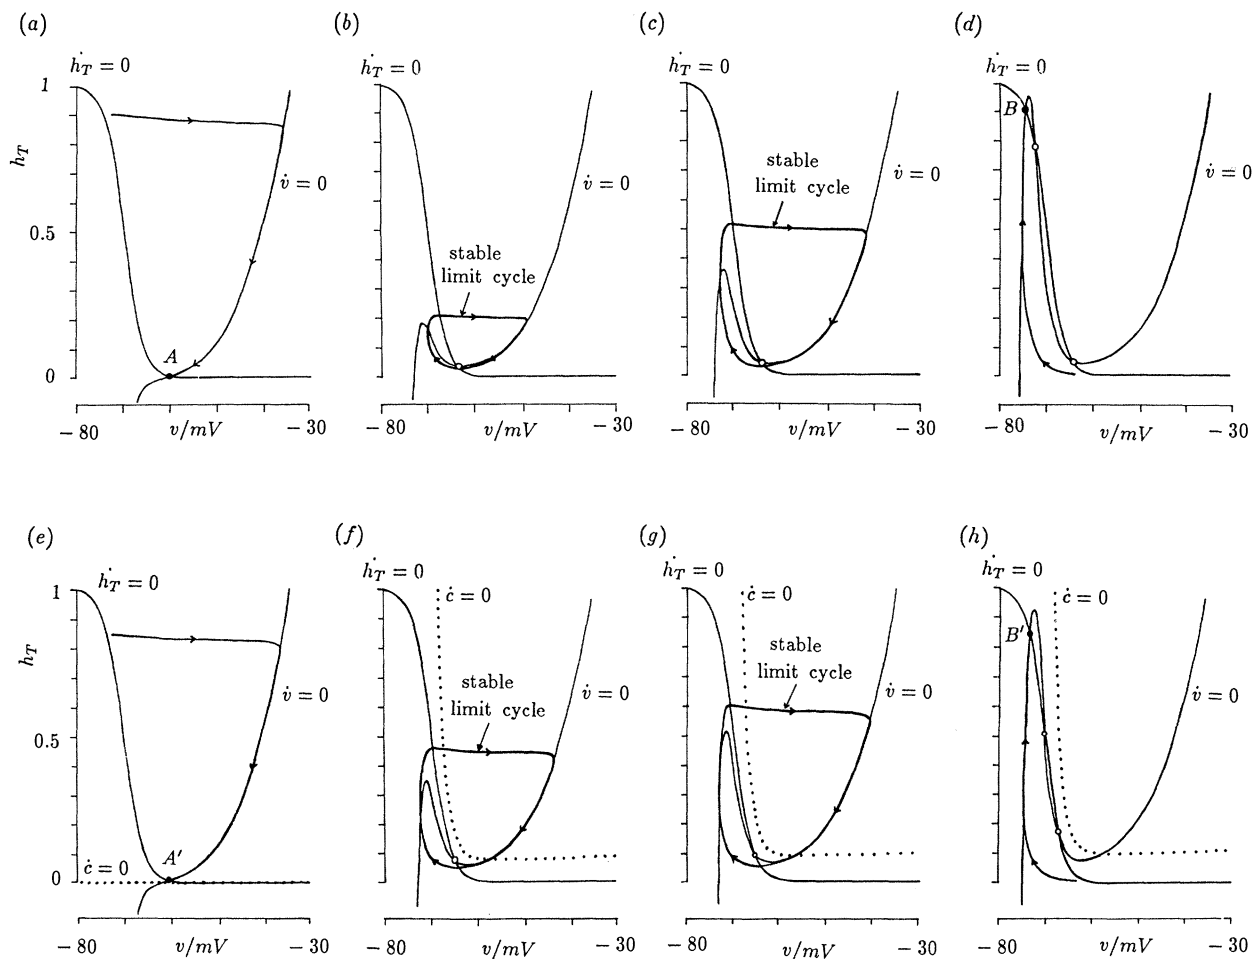 (a) (b) (c) (d)
ḣ_T = 0 ḣ_T = 0 ḣ_T = 0 ḣ_T = 0
1
h_T
0.5
0
A
v̇ = 0
stable
limit cycle
v̇ = 0
stable
limit cycle
v̇ = 0
B
v̇ = 0
−80 v/mV −30 −80 v/mV −30 −80 v/mV −30 −80 v/mV −30
(e) (f) (g) (h)
ḣ_T = 0 ḣ_T = 0 ḣ_T = 0 ḣ_T = 0
1
h_T
0.5
0
ċ = 0
A′
v̇ = 0
ċ = 0
stable
limit cycle
v̇ = 0
ċ = 0
stable
limit cycle
v̇ = 0
ċ = 0
B′
v̇ = 0
−80 v/mV −30 −80 v/mV −30 −80 v/mV −30 −80 v/mV −30